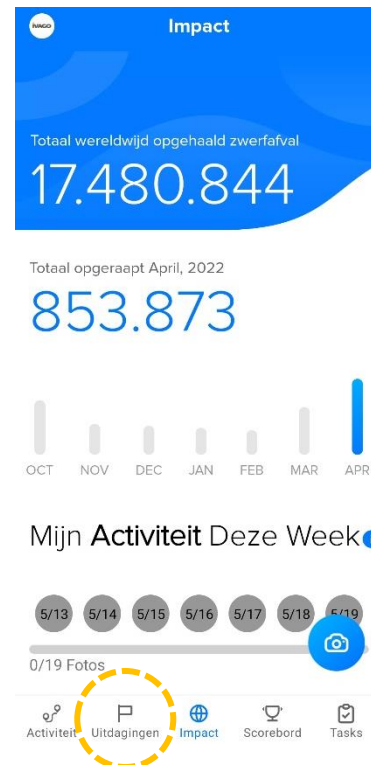 IVAGO
Impact
Totaal wereldwijd opgehaald zwerfafval
17.480.844
Totaal opgeraapt April, 2022
853.873
OCT NOV DEC JAN FEB MAR APR
Mijn Activiteit Deze Week
5/13 5/14 5/15 5/16 5/17 5/18 5/19
0/19 Fotos
Activiteit Uitdagingen Impact Scorebord Tasks